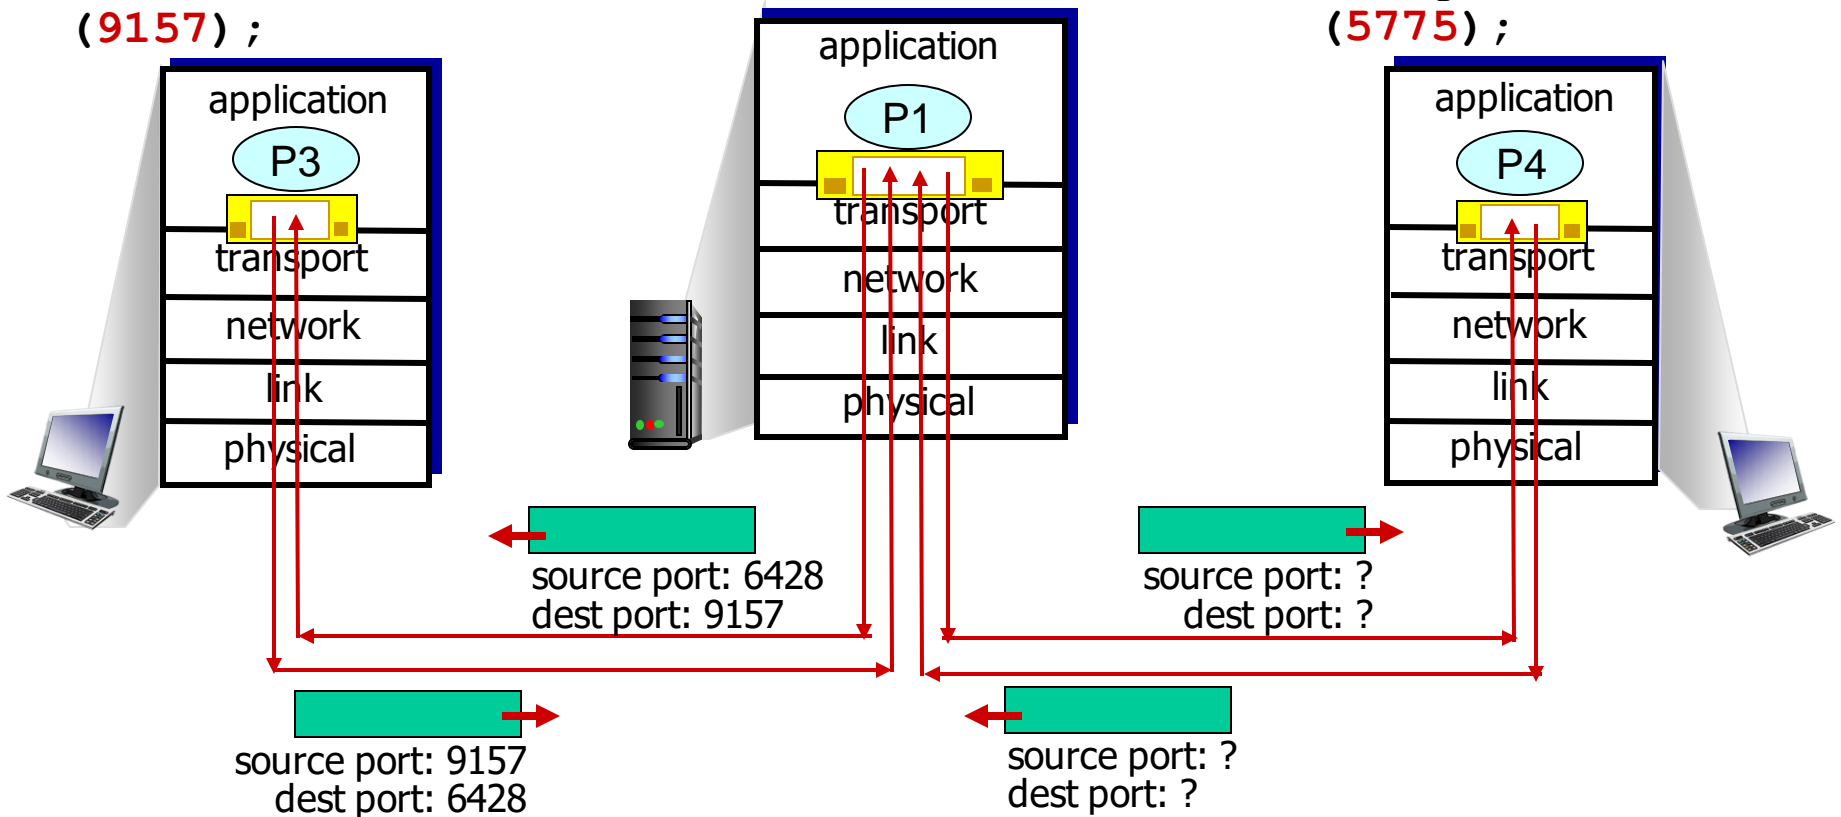 (9157);
application
P3
transport
network
link
physical
application
P1
transport
network
link
physical
(5775);
application
P4
transport
network
link
physical
source port: 6428
dest port: 9157
source port: ?
dest port: ?
source port: 9157
dest port: 6428
source port: ?
dest port: ?